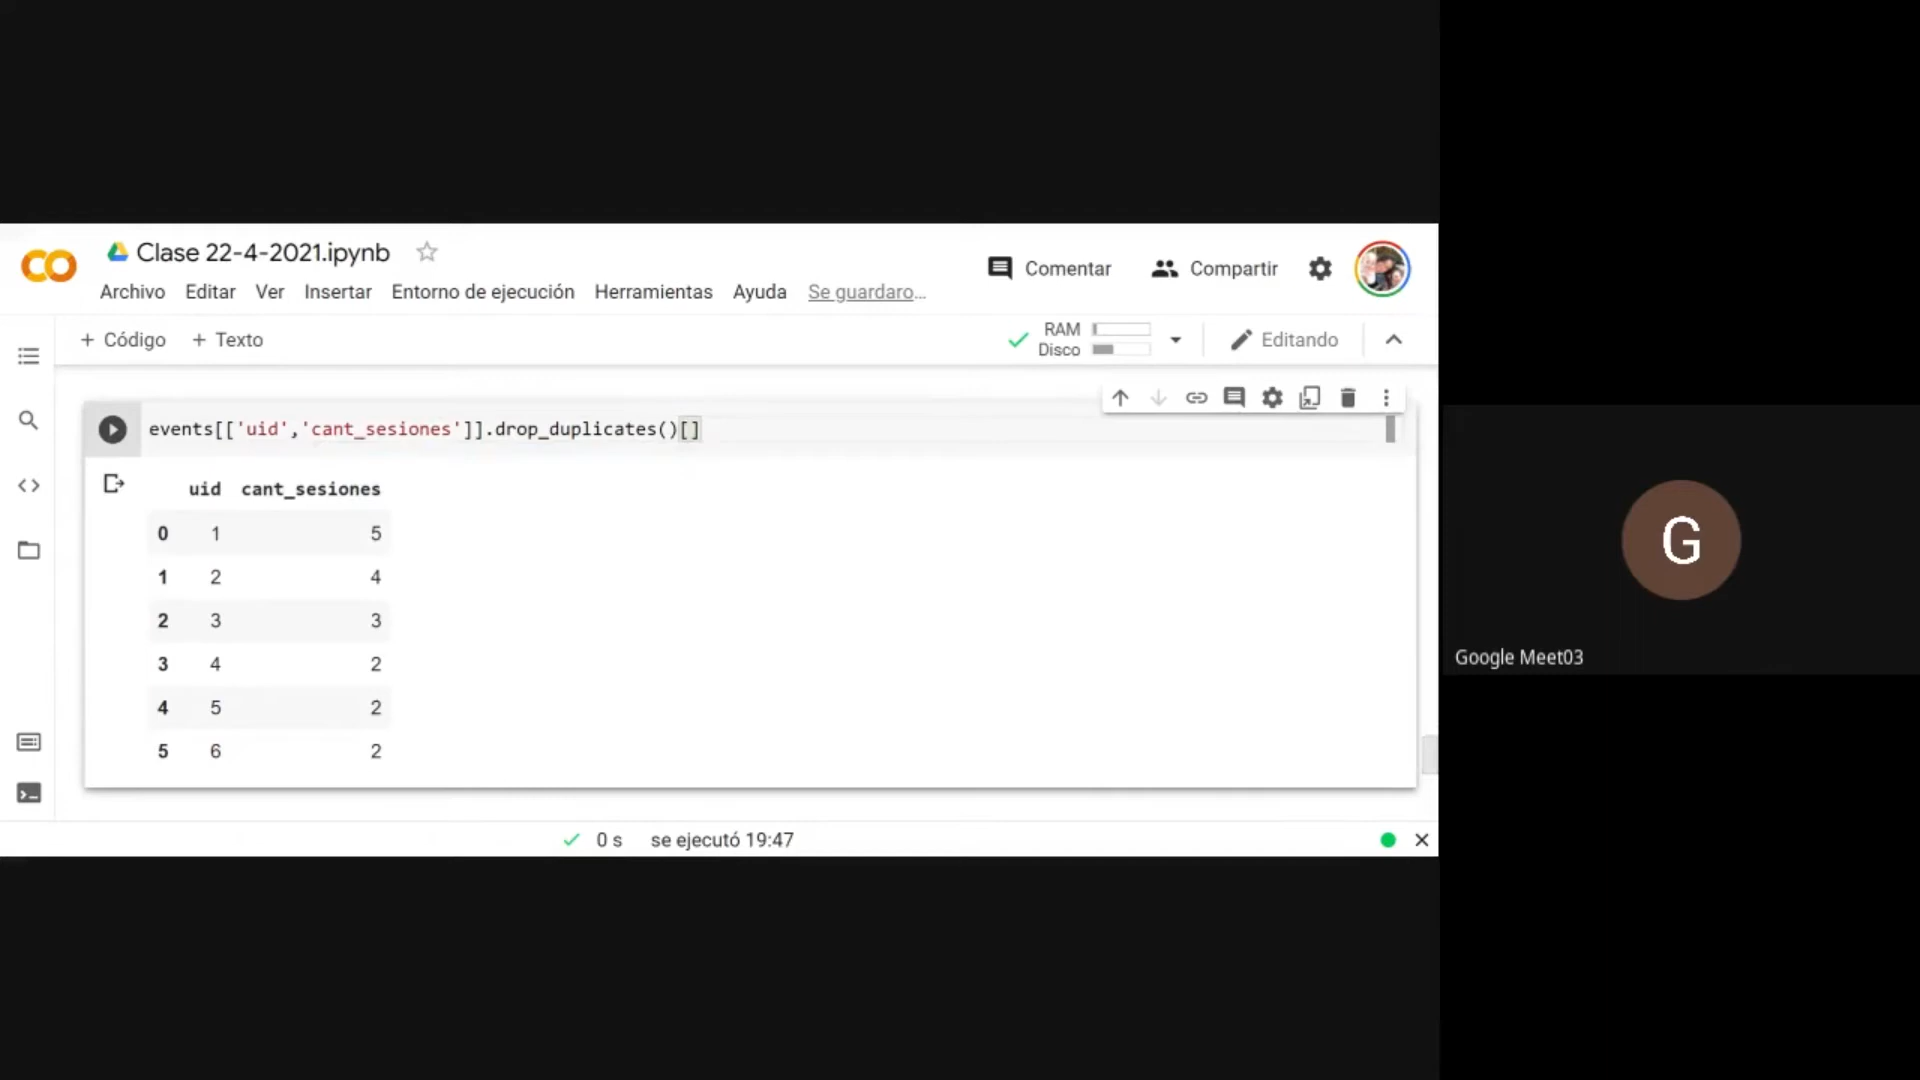 Clase 22-4-2021.ipynb
Comentar
Compartir
Archivo Editar Ver Insertar Entorno de ejecución Herramientas Ayuda Se guardaro...
+ Código + Texto
RAM
Disco
Editando
events[['uid','cant_sesiones']].drop_duplicates()[]
uid cant_sesiones
0 1 5
1 2 4
2 3 3
3 4 2
4 5 2
5 6 2
0 s se ejecutó 19:47
G
Google Meet03